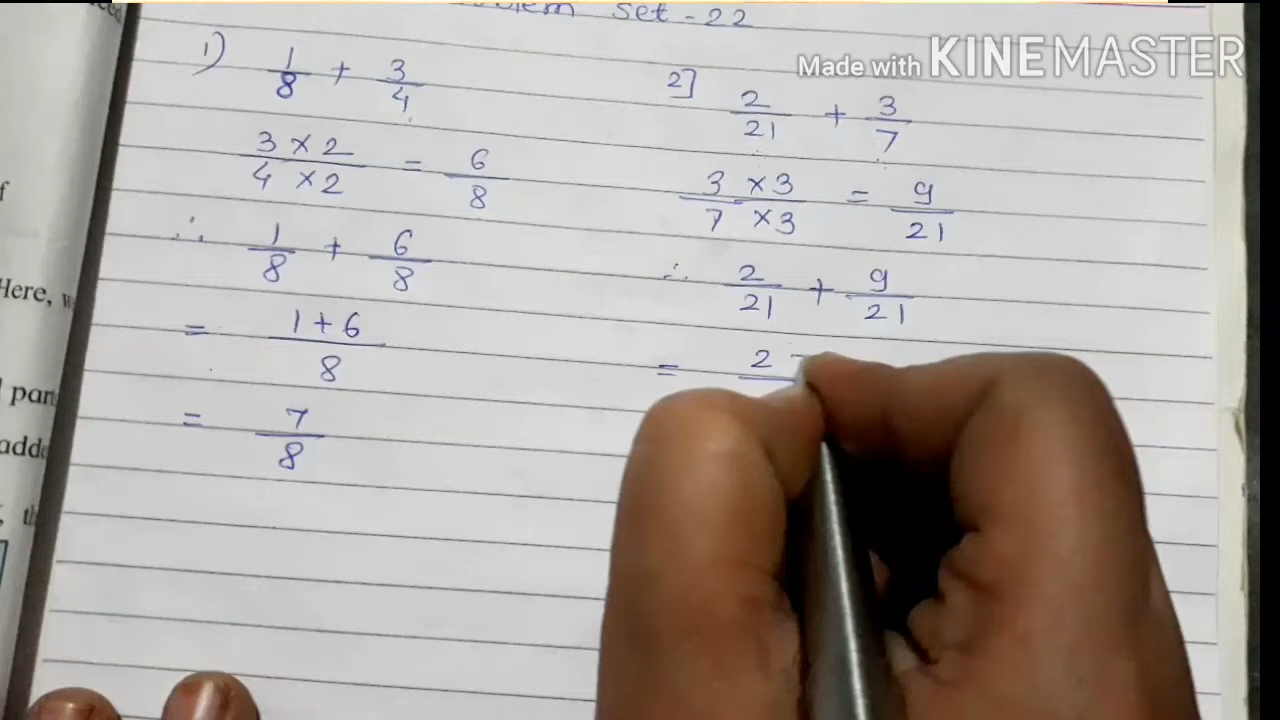 Set - 22
Made with KINEMASTER
1) 1/8 + 3/4
3 × 2 / 4 × 2 = 6/8
∴ 1/8 + 6/8
= 1 + 6 / 8
= 7/8
2] 2/21 + 3/7
3 × 3 / 7 × 3 = 9/21
∴ 2/21 + 9/21
= 2
f
Here, w
part
adde